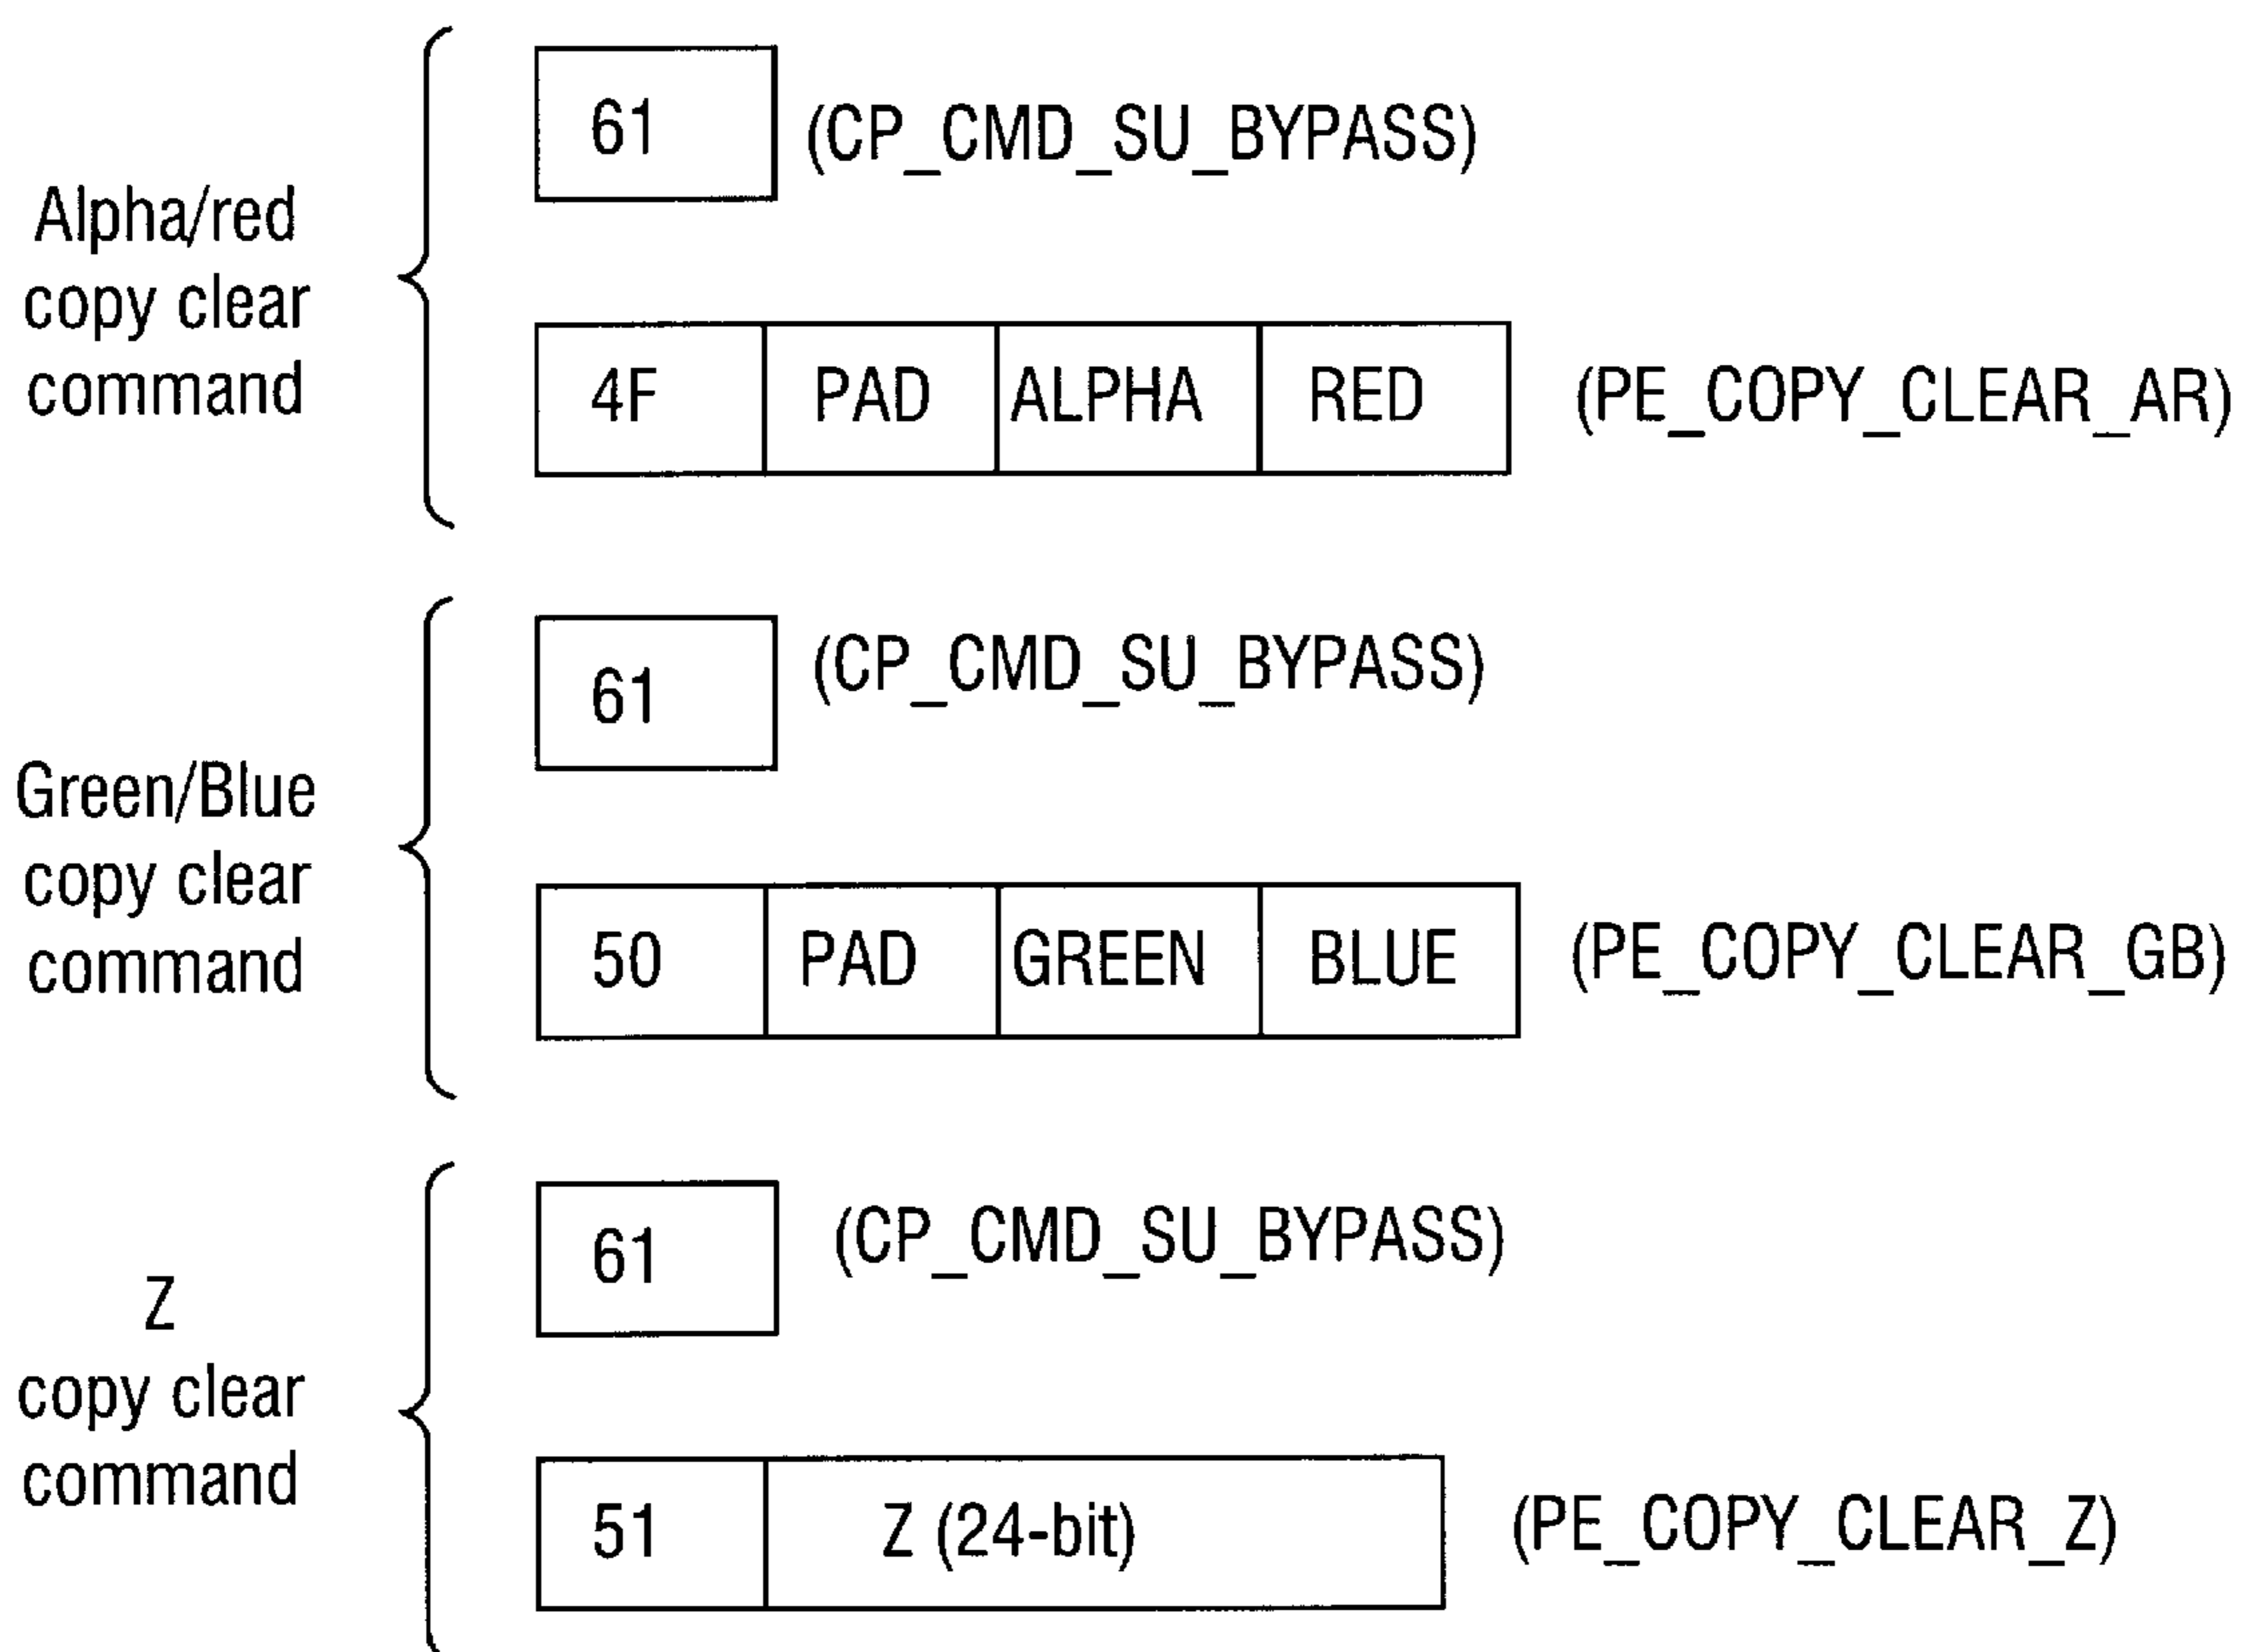 Alpha/red
copy clear
command
61 (CP_CMD_SU_BYPASS)
4F PAD ALPHA RED (PE_COPY_CLEAR_AR)
Green/Blue
copy clear
command
61 (CP_CMD_SU_BYPASS)
50 PAD GREEN BLUE (PE_COPY_CLEAR_GB)
Z
copy clear
command
61 (CP_CMD_SU_BYPASS)
51 Z (24-bit) (PE_COPY_CLEAR_Z)